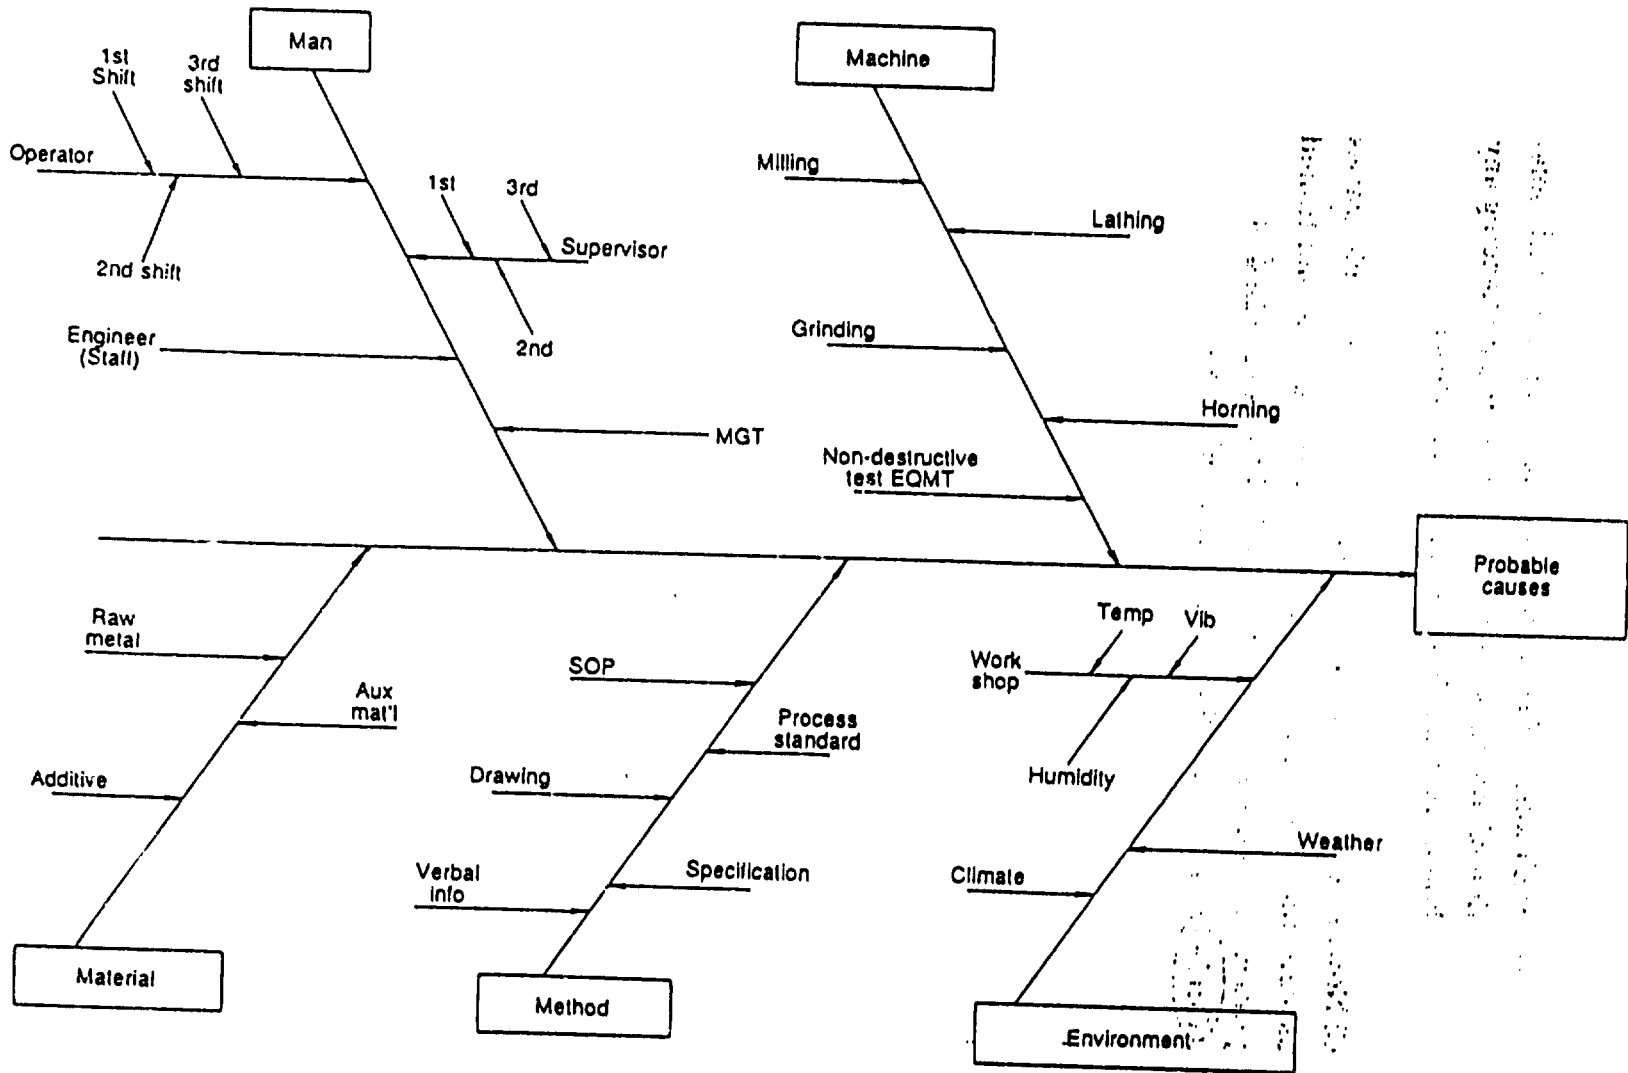 Man
Machine
1st
Shift
3rd
shift
Operator
2nd shift
1st
3rd
Supervisor
2nd
Engineer
(Staff)
MGT
Milling
Lathing
Grinding
Horning
Non-destructive
test EQMT
Probable
causes
Raw
metal
Aux
mat'l
Additive
Material
SOP
Process
standard
Drawing
Specification
Verbal
info
Method
Temp
Vib
Work
shop
Humidity
Weather
Climate
Environment